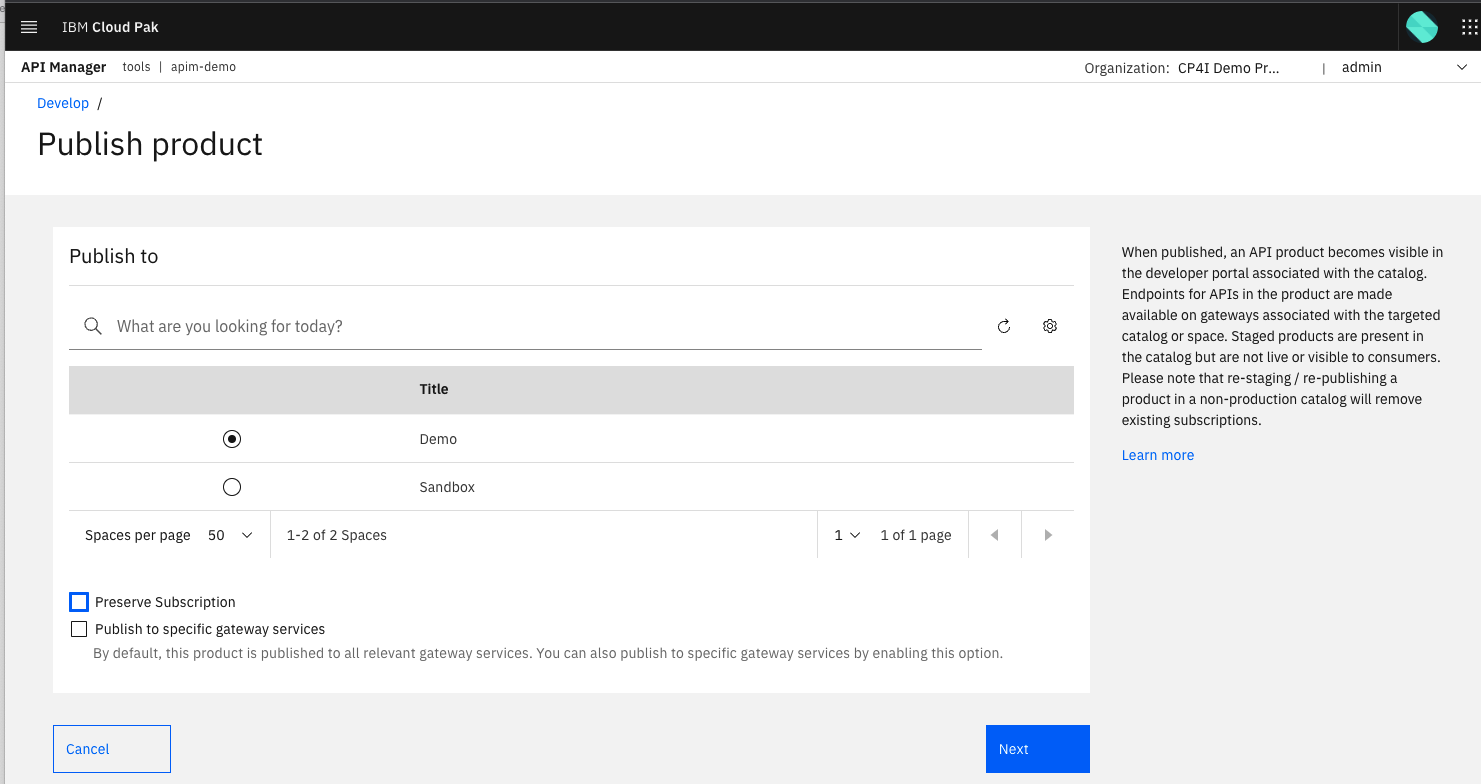 IBM Cloud Pak
API Manager tools | apim-demo Organization: CP4I Demo Pr... | admin
Develop /
Publish product
Publish to
What are you looking for today?
Title
Demo
Sandbox
Spaces per page 50 1-2 of 2 Spaces 1 1 of 1 page
Preserve Subscription
Publish to specific gateway services
By default, this product is published to all relevant gateway services. You can also publish to specific gateway services by enabling this option.
Cancel
Next
When published, an API product becomes visible in
the developer portal associated with the catalog.
Endpoints for APIs in the product are made
available on gateways associated with the targeted
catalog or space. Staged products are present in
the catalog but are not live or visible to consumers.
Please note that re-staging / re-publishing a
product in a non-production catalog will remove
existing subscriptions.
Learn more